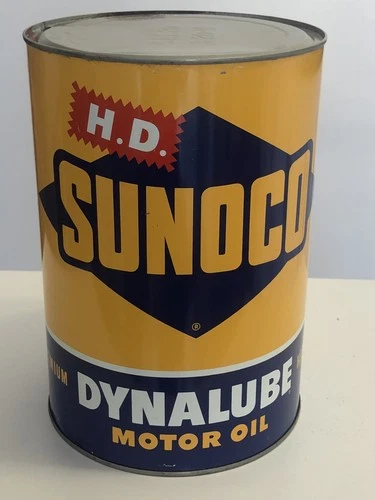 H.D.
SUNOCO
®
DYNALUBE
MOTOR OIL